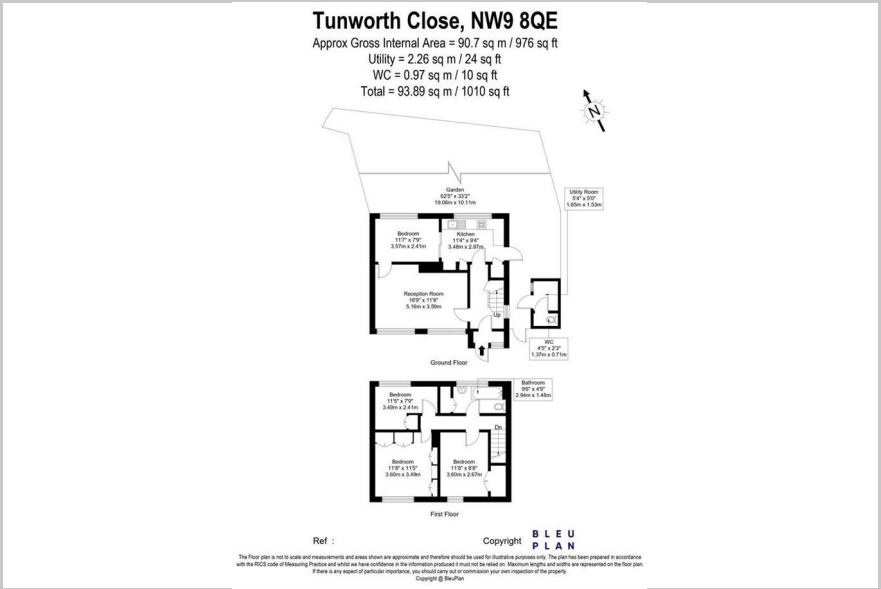 Tunworth Close, NW9 8QE
Approx Gross Internal Area = 90.7 sq m / 976 sq ft
Utility = 2.26 sq m / 24 sq ft
WC = 0.97 sq m / 10 sq ft
Total = 93.89 sq m / 1010 sq ft
N
Garden
62'5" x 33'2"
19.06m x 10.11m
Utility Room
5'4" x 5'0"
1.65m x 1.53m
Bedroom
11'7" x 7'9"
3.57m x 2.41m
Kitchen
11'4" x 9'4"
3.48m x 2.87m
Reception Room
16'9" x 11'8"
5.16m x 3.59m
Up
WC
4'5" x 2'3"
1.37m x 0.71m
Ground Floor
Bathroom
9'6" x 4'9"
2.94m x 1.48m
Bedroom
11'5" x 7'9"
3.49m x 2.41m
Dn
Bedroom
11'8" x 11'5"
3.60m x 3.49m
Bedroom
11'8" x 8'8"
3.60m x 2.67m
First Floor
Ref :
Copyright
BLEU
PLAN
The Floor plan is not to scale and measurements and areas shown are approximate and therefore should be used for illustrative purposes only. The plan has been prepared in accordance
with the RICS code of Measuring Practice and whilst we have confidence in the information produced it must not be relied on. Maximum lengths and widths are represented on the floor plan.
If there is any aspect of particular importance, you should carry out or commission your own inspection of the property.
Copyright @ BleuPlan